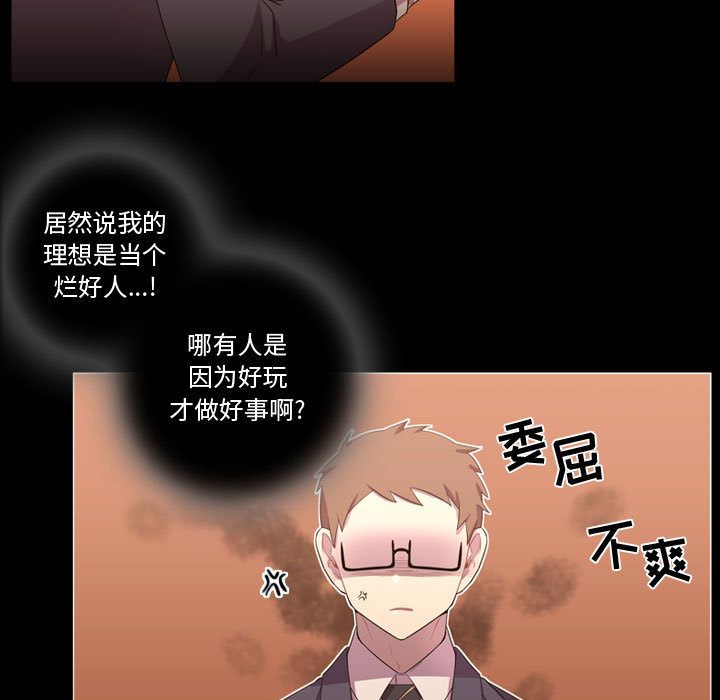 居然说我的
理想是当个
烂好人...!
哪有人是
因为好玩
才做好事啊?
委屈
不爽